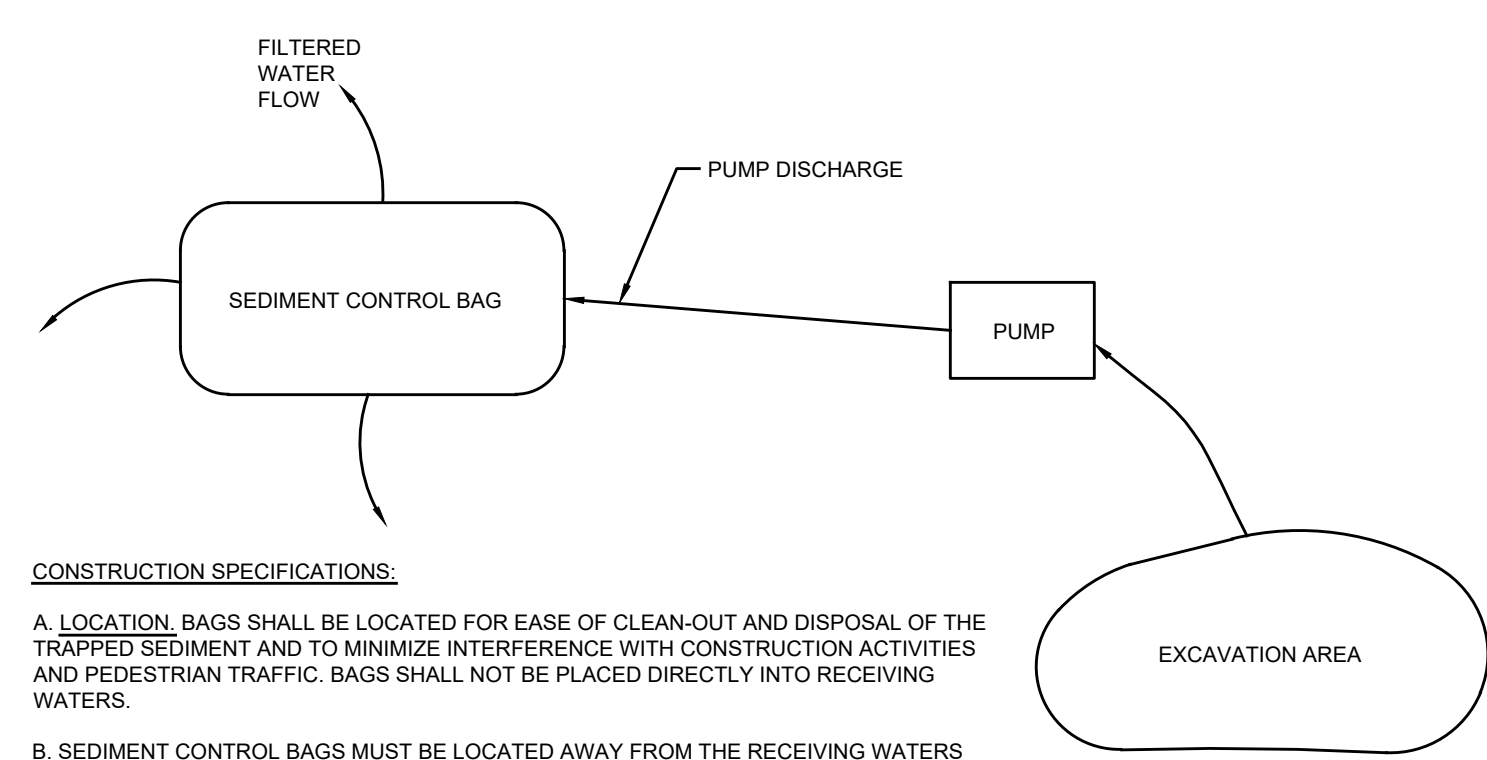 FILTERED
WATER
FLOW
PUMP DISCHARGE
SEDIMENT CONTROL BAG
PUMP
CONSTRUCTION SPECIFICATIONS:
A. LOCATION. BAGS SHALL BE LOCATED FOR EASE OF CLEAN-OUT AND DISPOSAL OF THE
TRAPPED SEDIMENT AND TO MINIMIZE INTERFERENCE WITH CONSTRUCTION ACTIVITIES
AND PEDESTRIAN TRAFFIC. BAGS SHALL NOT BE PLACED DIRECTLY INTO RECEIVING
WATERS.
EXCAVATION AREA
B. SEDIMENT CONTROL BAGS MUST BE LOCATED AWAY FROM THE RECEIVING WATERS